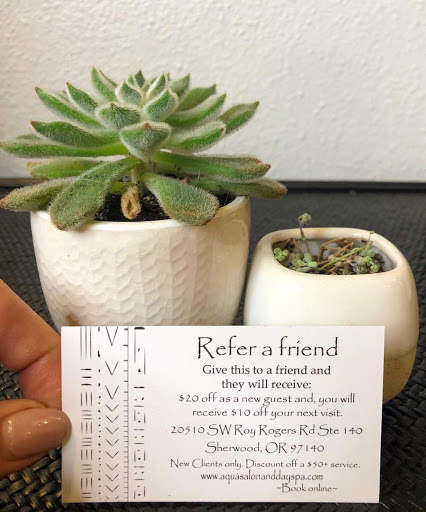 Refer a friend
Give this to a friend and
they will receive:
$20 off as a new guest and, you will
receive $10 off your next visit.
20510 SW Roy Rogers Rd Ste 140
Sherwood, OR 97140
New Clients only. Discount off a $50+ service.
www.aquasalonanddayspa.com
~Book online~